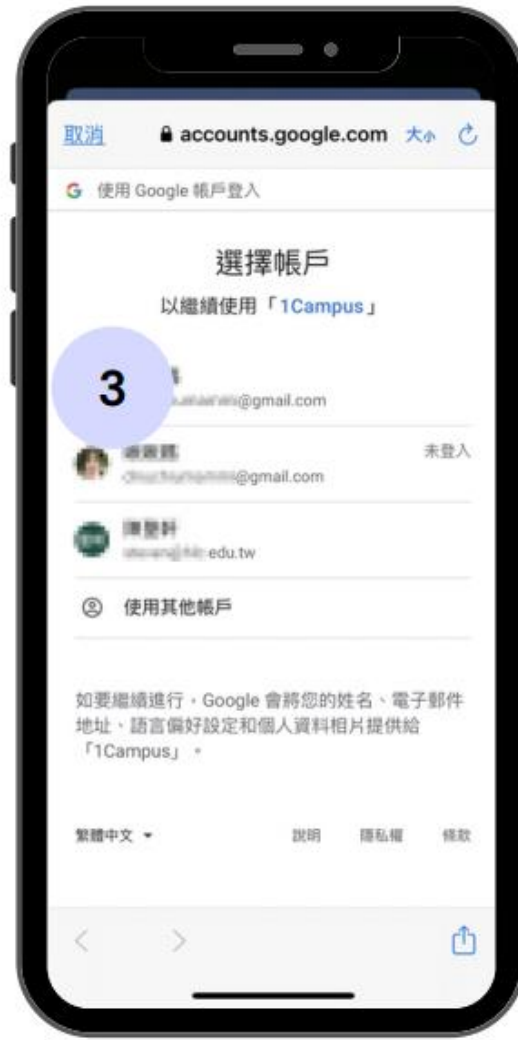 取消 accounts.google.com 大小
使用 Google 帳戶登入
選擇帳戶
以繼續使用「1Campus」
3
@gmail.com
未登入
@gmail.com
edu.tw
使用其他帳戶
如要繼續進行，Google 會將您的姓名、電子郵件
地址、語言偏好設定和個人資料相片提供給
「1Campus」。
繁體中文 說明 隱私權 條款